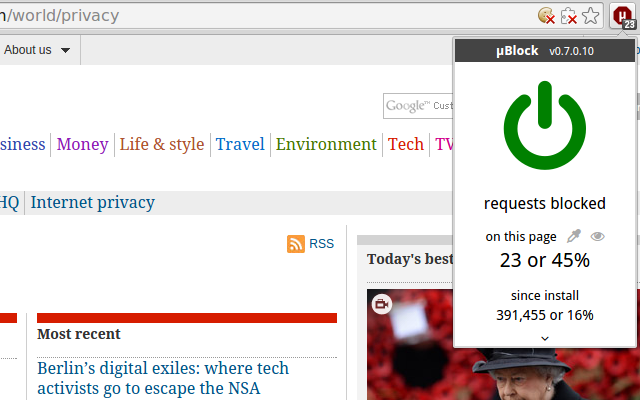 /world/privacy
23
About us
µBlock v0.7.0.10
Google™ Cust
siness Money Life & style Travel Environment Tech TV
requests blocked
HQ Internet privacy
on this page
23 or 45%
RSS
Today's best
since install
391,455 or 16%
Most recent
Berlin’s digital exiles: where tech
activists go to escape the NSA